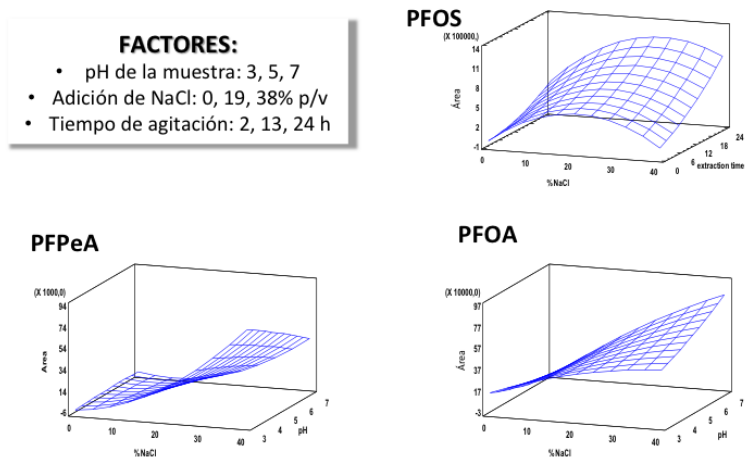 FACTORES:
• pH de la muestra: 3, 5, 7
• Adición de NaCl: 0, 19, 38% p/v
• Tiempo de agitación: 2, 13, 24 h
PFOS
(X 100000,)
14
11
8
5
2
-1
Área
0 10 20 30 40
%NaCl
0 6 12 18 24
extraction time
PFPeA
(X 1000,0)
94
74
54
34
14
-6
Área
0 10 20 30 40
%NaCl
3 4 5 6 7
pH
PFOA
(X 10000,0)
97
77
57
37
17
-3
Área
0 10 20 30 40
%NaCl
3 4 5 6 7
pH